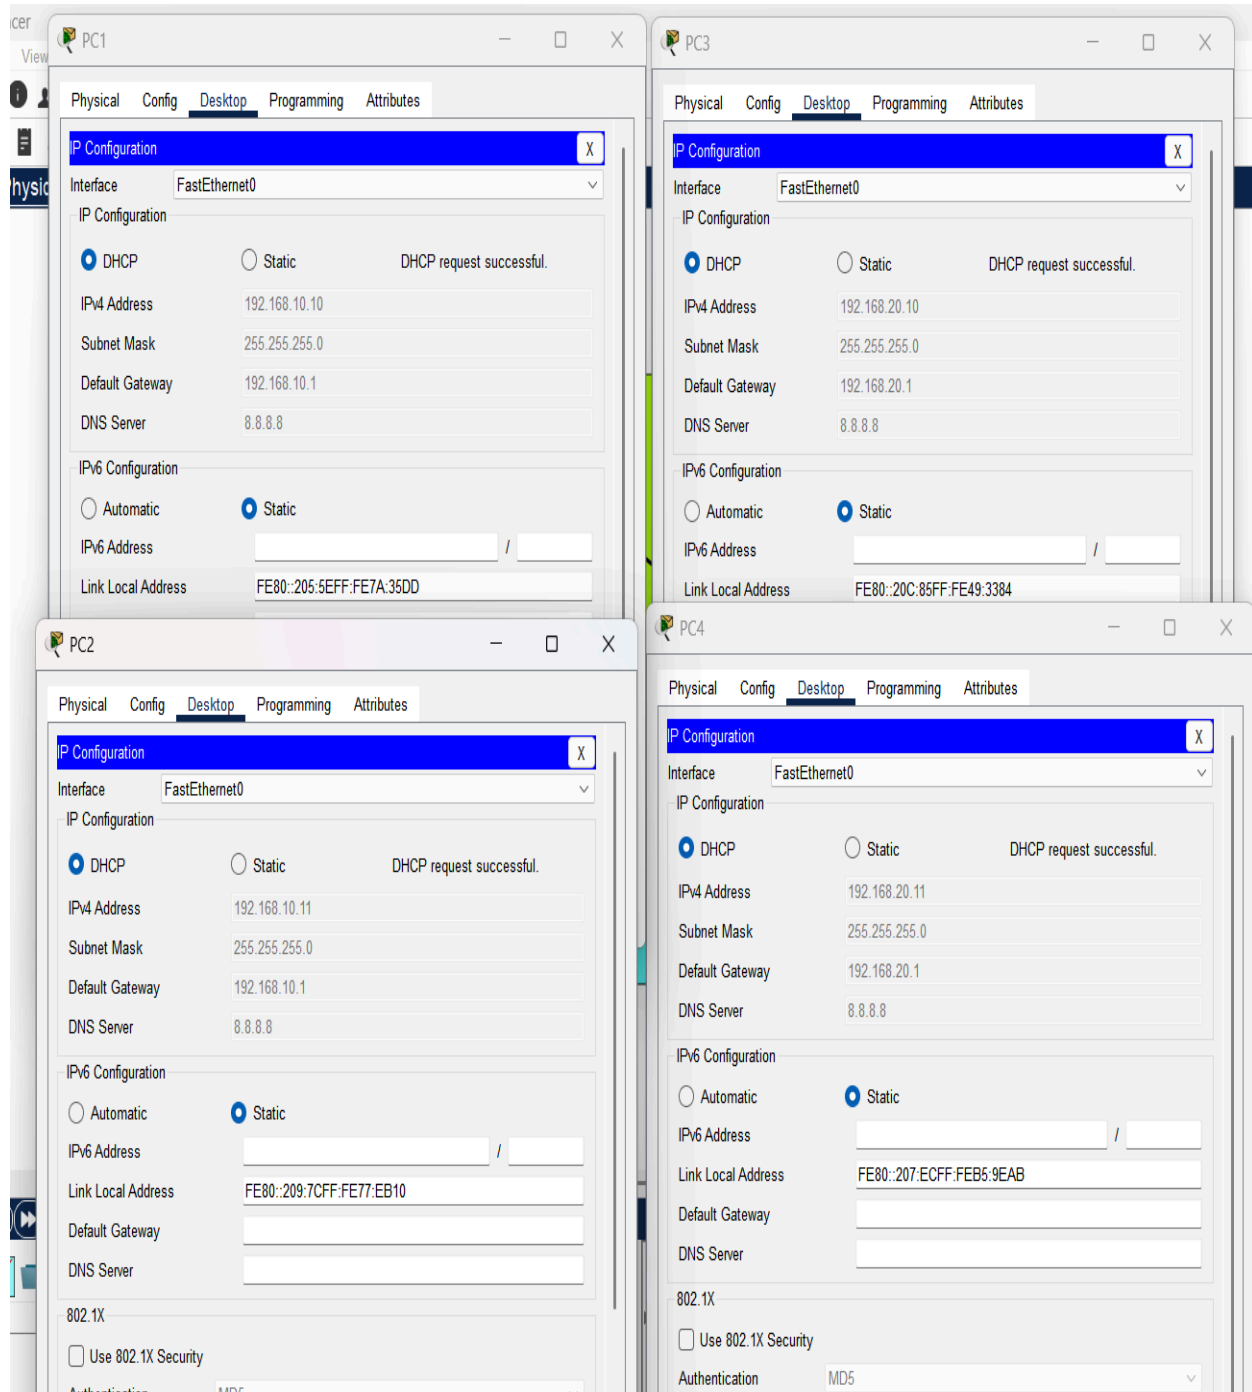 cer
View
PC1
Physical Config Desktop Programming Attributes
IP Configuration X
Interface FastEthernet0
IP Configuration
DHCP Static DHCP request successful.
IPv4 Address 192.168.10.10
Subnet Mask 255.255.255.0
Default Gateway 192.168.10.1
DNS Server 8.8.8.8
IPv6 Configuration
Automatic Static
IPv6 Address /
Link Local Address FE80::205:5EFF:FE7A:35DD
PC3
Physical Config Desktop Programming Attributes
IP Configuration X
Interface FastEthernet0
IP Configuration
DHCP Static DHCP request successful.
IPv4 Address 192.168.20.10
Subnet Mask 255.255.255.0
Default Gateway 192.168.20.1
DNS Server 8.8.8.8
IPv6 Configuration
Automatic Static
IPv6 Address /
Link Local Address FE80::20C:85FF:FE49:3384
Physic
PC2
Physical Config Desktop Programming Attributes
IP Configuration X
Interface FastEthernet0
IP Configuration
DHCP Static DHCP request successful.
IPv4 Address 192.168.10.11
Subnet Mask 255.255.255.0
Default Gateway 192.168.10.1
DNS Server 8.8.8.8
IPv6 Configuration
Automatic Static
IPv6 Address /
Link Local Address FE80::209:7CFF:FE77:EB10
Default Gateway
DNS Server
802.1X
Use 802.1X Security
Authentication MD5
PC4
Physical Config Desktop Programming Attributes
IP Configuration X
Interface FastEthernet0
IP Configuration
DHCP Static DHCP request successful.
IPv4 Address 192.168.20.11
Subnet Mask 255.255.255.0
Default Gateway 192.168.20.1
DNS Server 8.8.8.8
IPv6 Configuration
Automatic Static
IPv6 Address /
Link Local Address FE80::207:ECFF:FEB5:9EAB
Default Gateway
DNS Server
802.1X
Use 802.1X Security
Authentication MD5